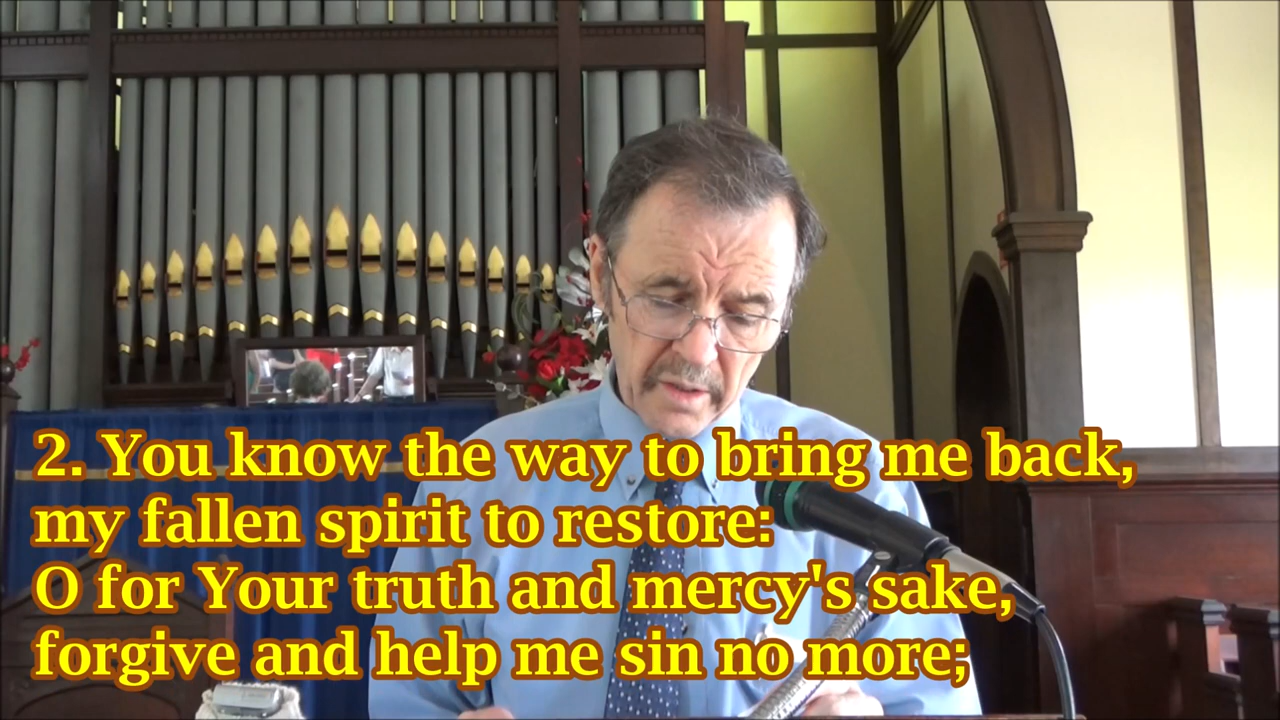 2. You know the way to bring me back,
my fallen spirit to restore:
O for Your truth and mercy's sake,
forgive and help me sin no more;